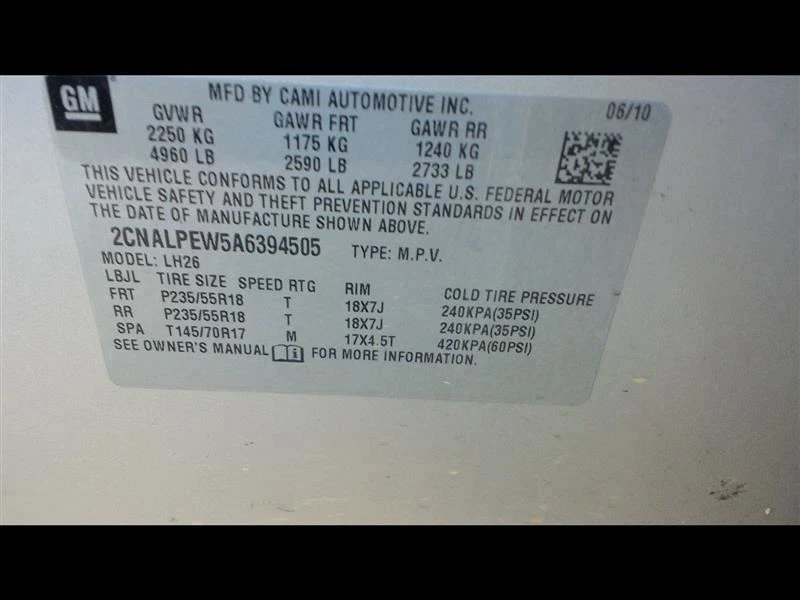 GM MFD BY CAMI AUTOMOTIVE INC. 06/10
GVWR GAWR FRT GAWR RR
2250 KG 1175 KG 1240 KG
4960 LB 2590 LB 2733 LB
THIS VEHICLE CONFORMS TO ALL APPLICABLE U.S. FEDERAL MOTOR
VEHICLE SAFETY AND THEFT PREVENTION STANDARDS IN EFFECT ON
THE DATE OF MANUFACTURE SHOWN ABOVE.
2CNALPEW5A6394505 TYPE: M.P.V.
MODEL: LH26
LBJL TIRE SIZE SPEED RTG RIM COLD TIRE PRESSURE
FRT P235/55R18 T 18X7J 240KPA(35PSI)
RR P235/55R18 T 18X7J 240KPA(35PSI)
SPA T145/70R17 M 17X4.5T 420KPA(60PSI)
SEE OWNER'S MANUAL FOR MORE INFORMATION.